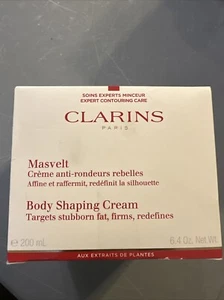 SOINS EXPERTS MINCEUR
EXPERT CONTOURING CARE
CLARINS
PARIS
Masvelt
Crème anti-rondeurs rebelles
Affine et raffermit, redéfinit la silhouette
Body Shaping Cream
Targets stubborn fat, firms, redefines
e 200 mL 6.4 Oz. Net Wt.
AUX EXTRAITS DE PLANTES